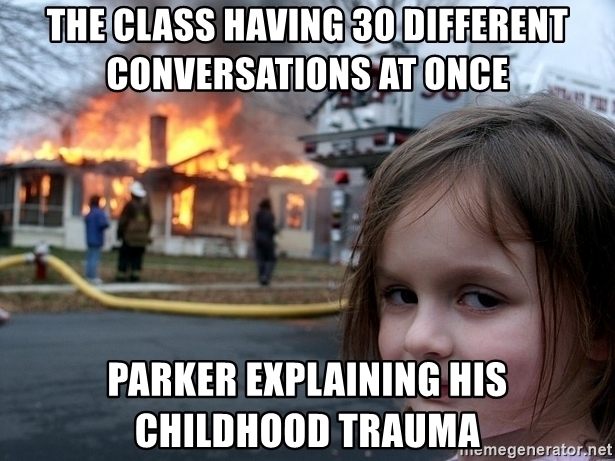 THE CLASS HAVING 30 DIFFERENT
CONVERSATIONS AT ONCE
PARKER EXPLAINING HIS
CHILDHOOD TRAUMA
memegenerator.net